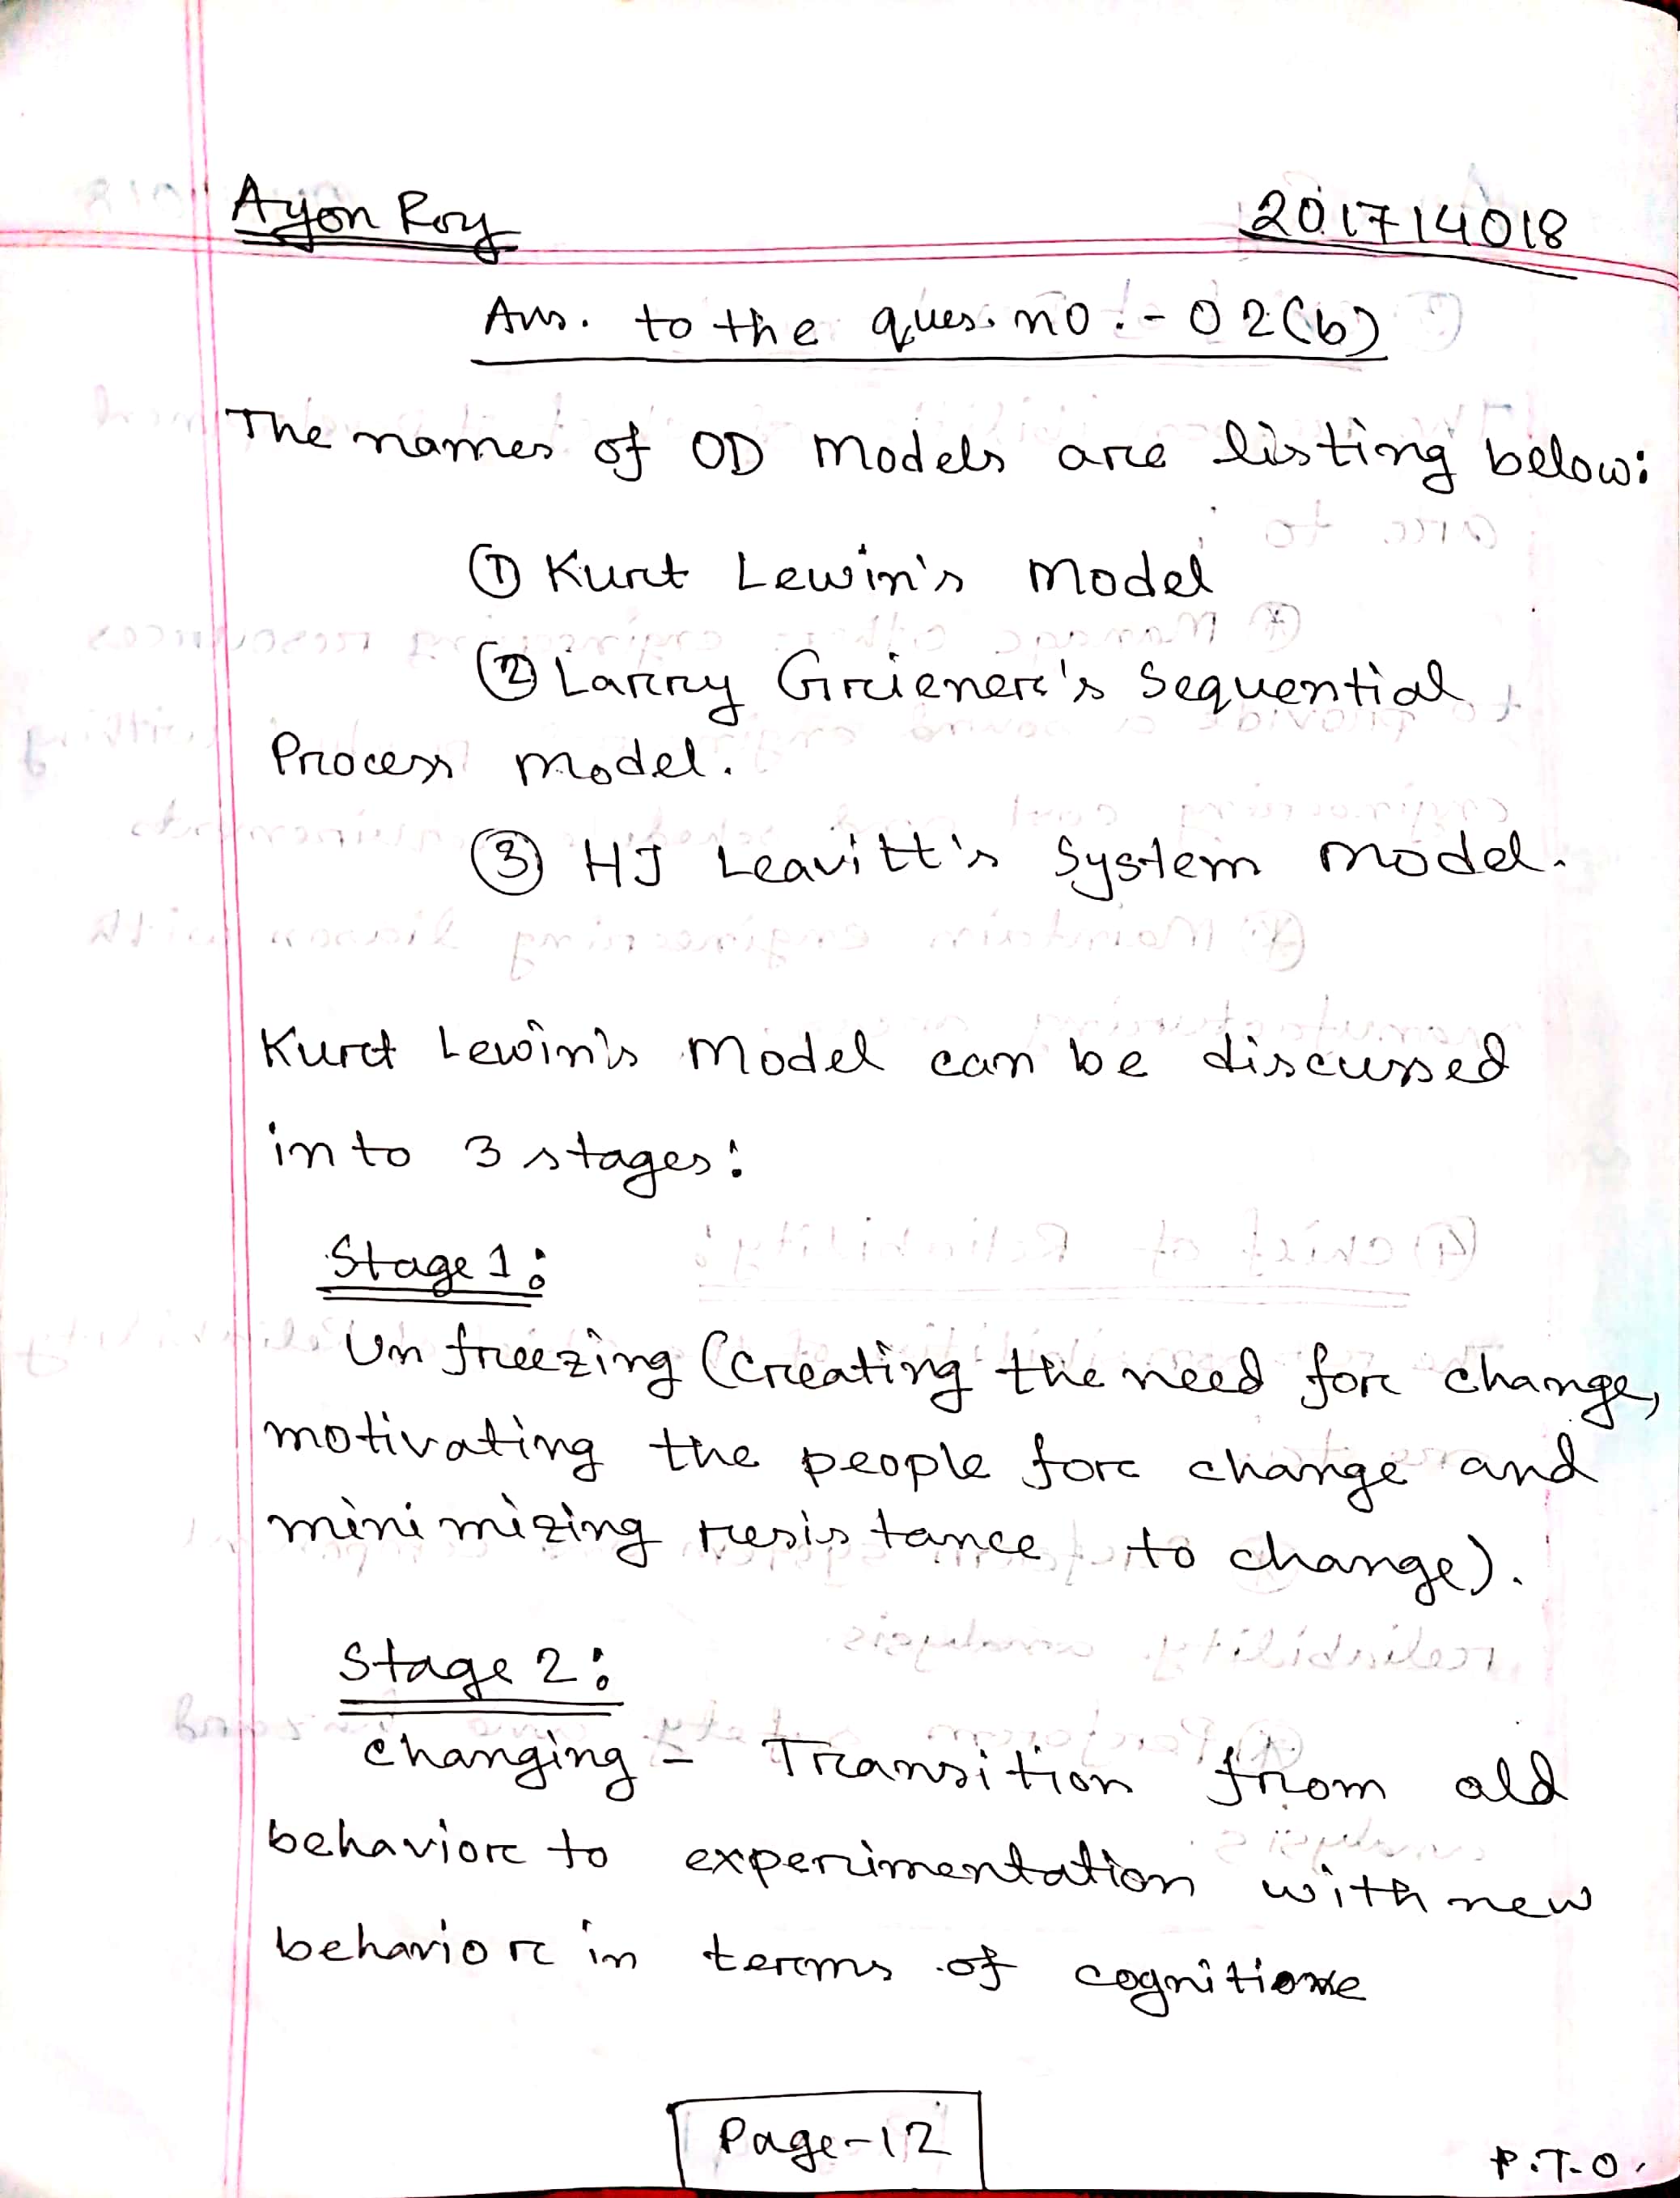 Ayon Roy 201714018
Ans. to the ques. no. - 02(b)
The names of OD models are listing below:
① Kurt Lewin's model
② Larry Griener's Sequential
Process model.
③ HJ Leavitt's System model.
Kurt Lewin's model can be discussed
into 3 stages:
Stage 1:
Unfreezing (Creating the need for change,
motivating the people for change and
minimizing resistance to change).
Stage 2:
Changing - Transition from old
behavior to experimentation with new
behavior in terms of
Page-12
P.T.O.